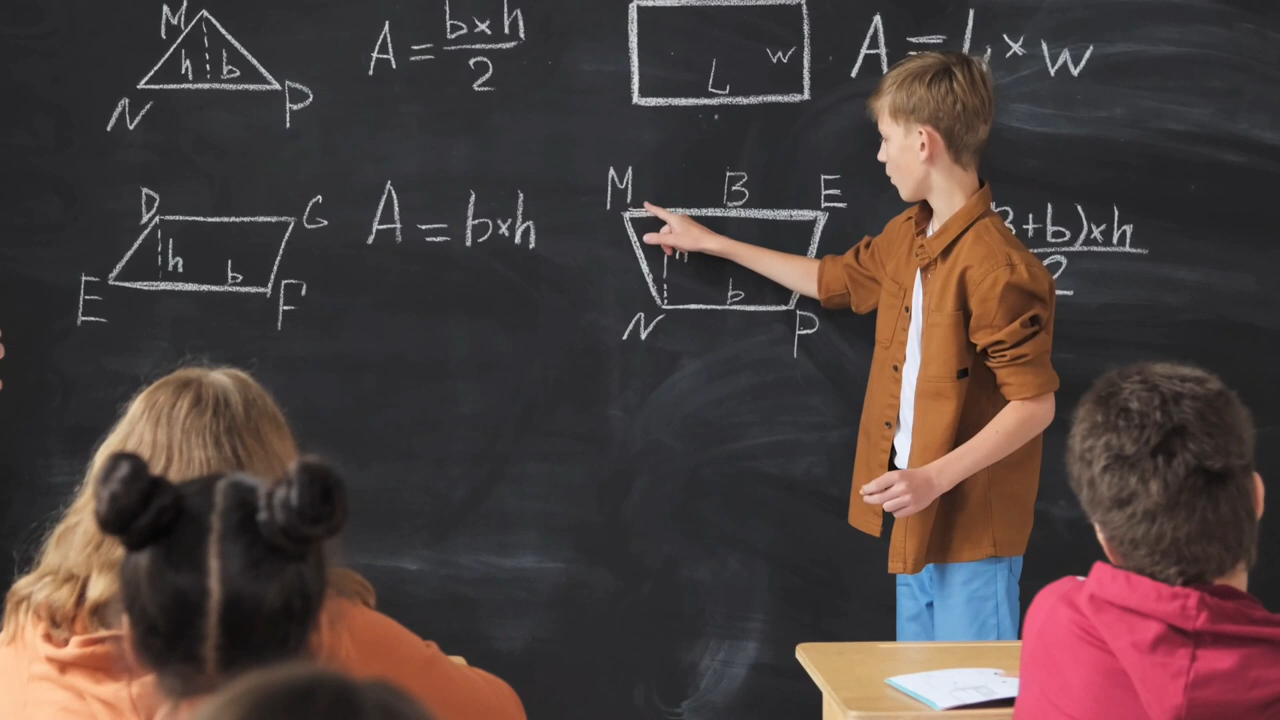 M
h b
N P
A = b×h
2
L w
A = L × w
D G
h
b
E F
A = b×h
M B E
h
b
N P
+b)×h
2